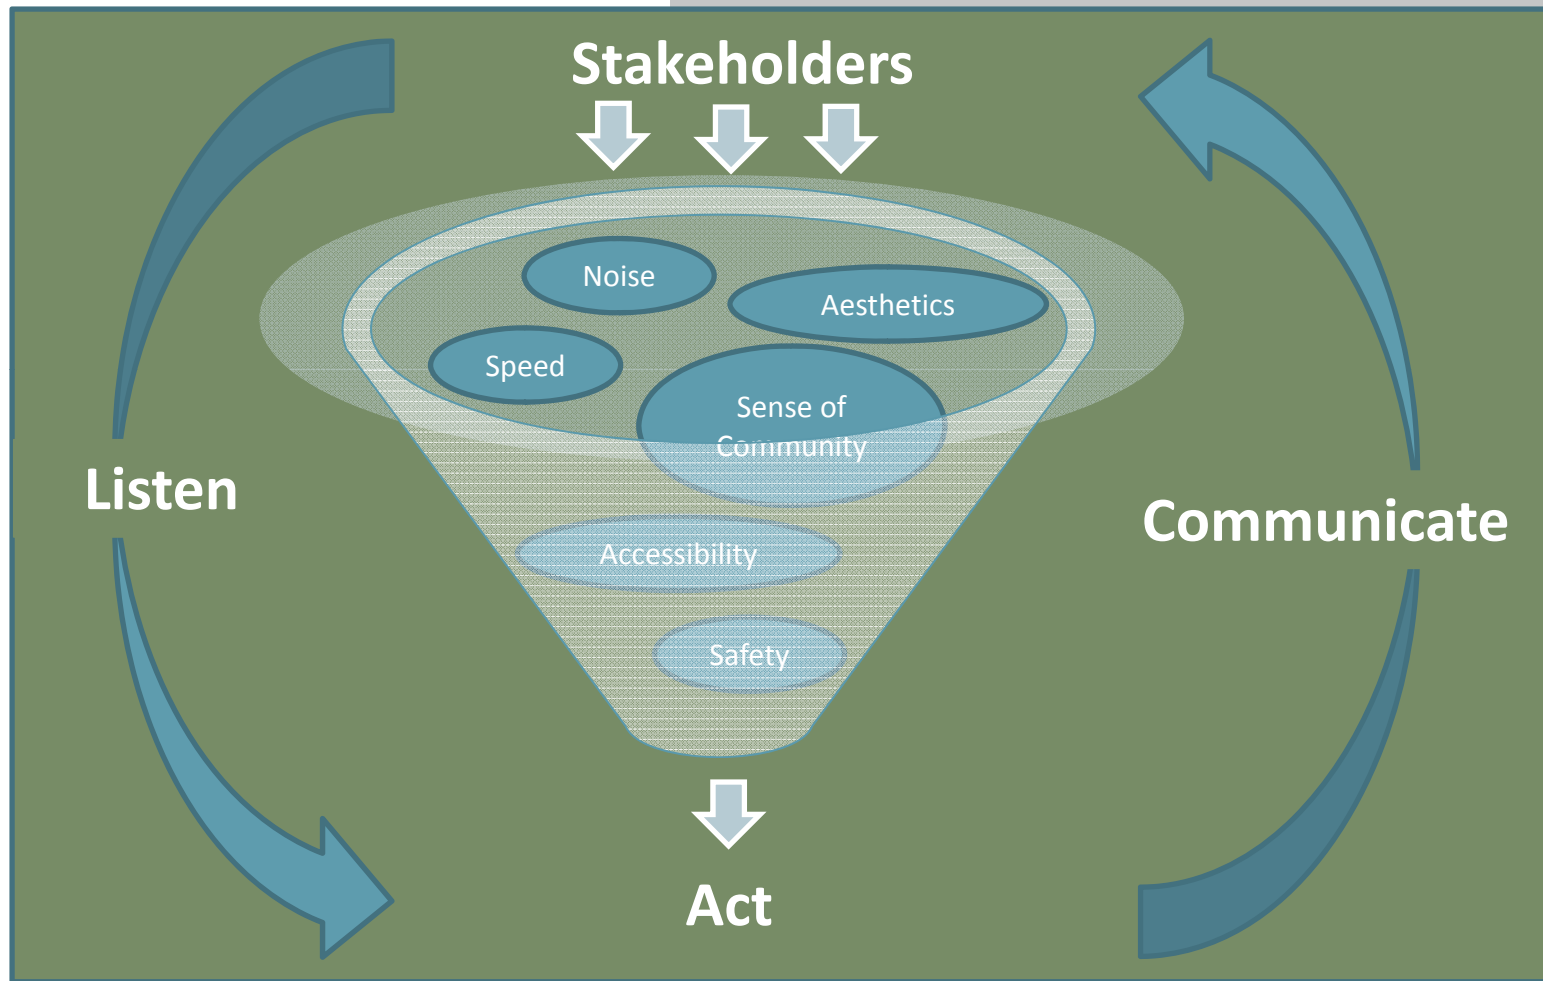 Stakeholders
Noise
Aesthetics
Speed
Sense of
Community
Listen
Communicate
Accessibility
Safety
Act